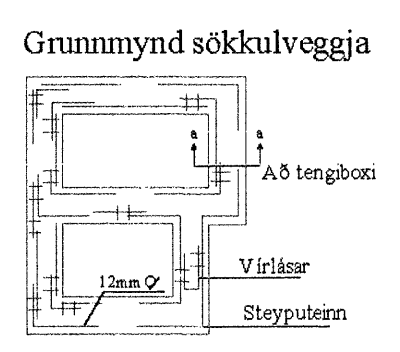 Grunnmynd sökkulveggja
a a
Að tengiboxi
Vírlásar
12mm Ø
Steyputeinn